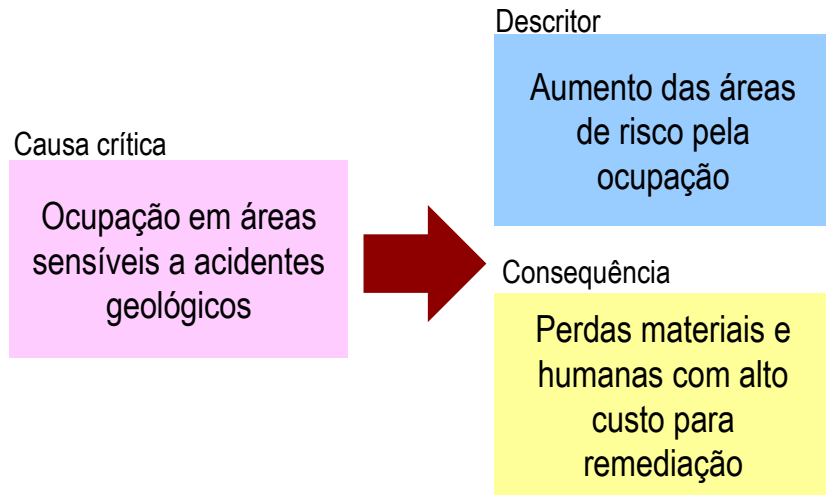 Causa crítica
Ocupação em áreas
sensíveis a acidentes
geológicos
Descritor
Aumento das áreas
de risco pela
ocupação
Consequência
Perdas materiais e
humanas com alto
custo para
remediação